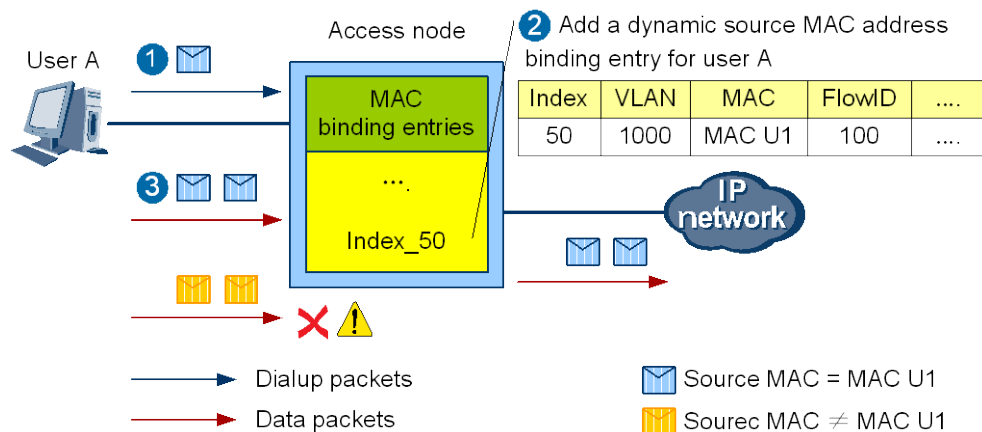 Access node
User A
1
MAC
binding entries
....
Index_50
2 Add a dynamic source MAC address
binding entry for user A
Index VLAN MAC FlowID ....
50 1000 MAC U1 100 ....
3
IP
network
Dialup packets
Data packets
Source MAC = MAC U1
Sourec MAC ≠ MAC U1